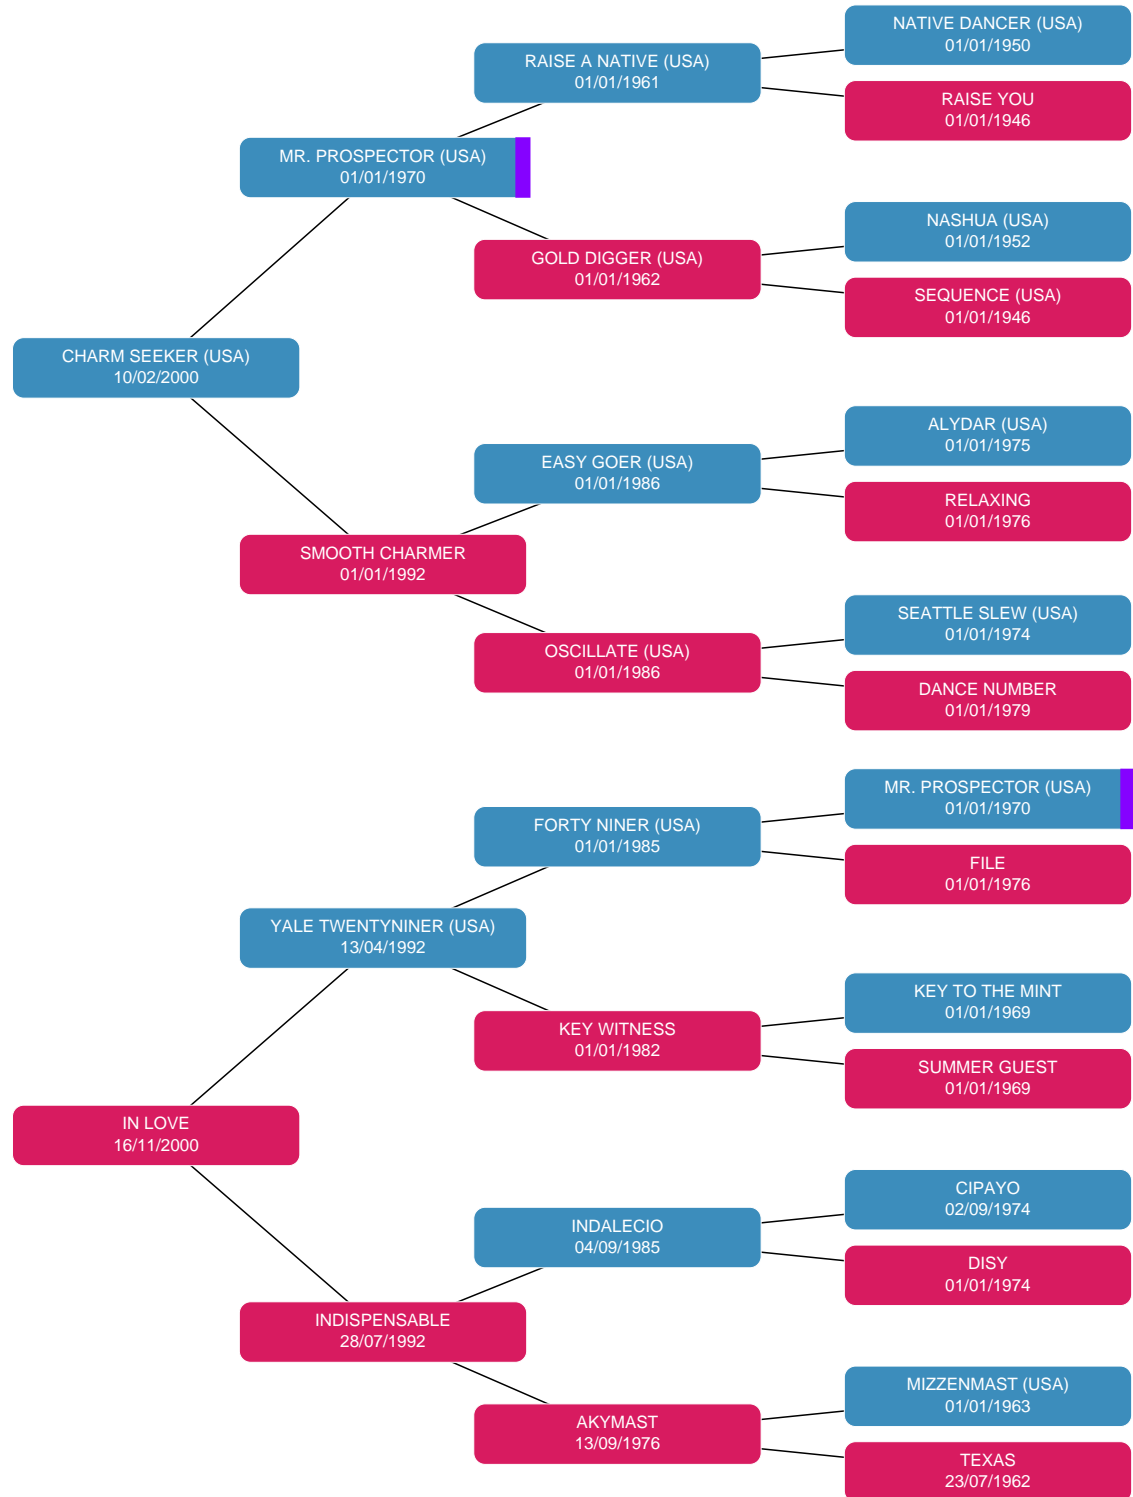 NATIVE DANCER (USA)
01/01/1950
RAISE A NATIVE (USA)
01/01/1961
RAISE YOU
01/01/1946
MR. PROSPECTOR (USA)
01/01/1970
NASHUA (USA)
01/01/1952
GOLD DIGGER (USA)
01/01/1962
SEQUENCE (USA)
01/01/1946
CHARM SEEKER (USA)
10/02/2000
ALYDAR (USA)
01/01/1975
EASY GOER (USA)
01/01/1986
RELAXING
01/01/1976
SMOOTH CHARMER
01/01/1992
SEATTLE SLEW (USA)
01/01/1974
OSCILLATE (USA)
01/01/1986
DANCE NUMBER
01/01/1979
MR. PROSPECTOR (USA)
01/01/1970
FORTY NINER (USA)
01/01/1985
FILE
01/01/1976
YALE TWENTYNINER (USA)
13/04/1992
KEY TO THE MINT
01/01/1969
KEY WITNESS
01/01/1982
SUMMER GUEST
01/01/1969
IN LOVE
16/11/2000
CIPAYO
02/09/1974
INDALECIO
04/09/1985
DISY
01/01/1974
INDISPENSABLE
28/07/1992
MIZZENMAST (USA)
01/01/1963
AKYMAST
13/09/1976
TEXAS
23/07/1962